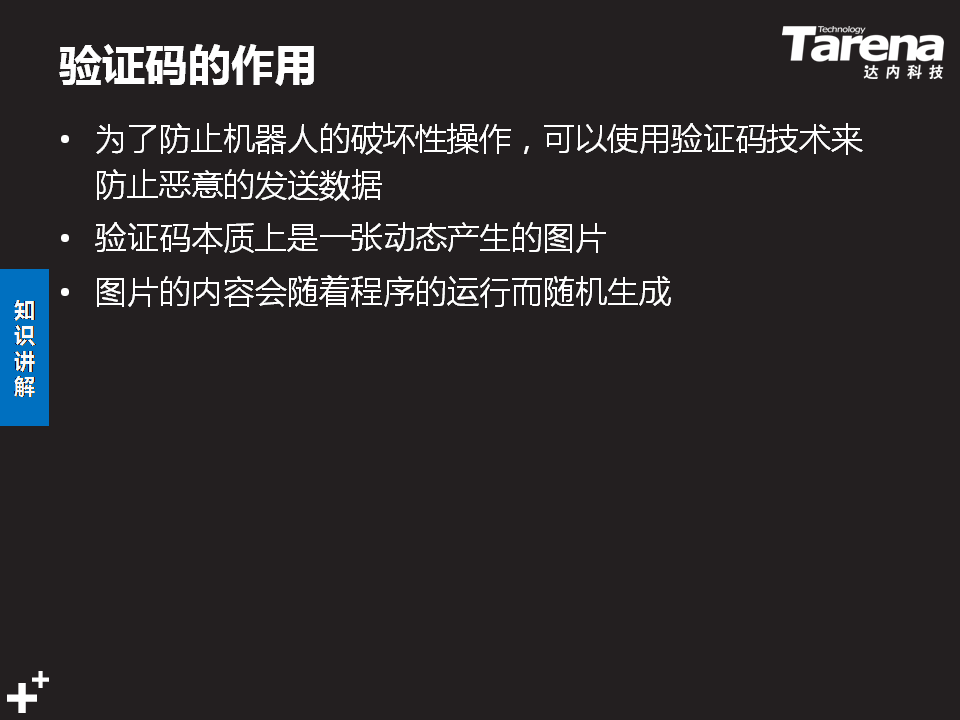 验证码的作用
Technology
Tarena
达内科技
• 为了防止机器人的破坏性操作，可以使用验证码技术来
防止恶意的发送数据
• 验证码本质上是一张动态产生的图片
• 图片的内容会随着程序的运行而随机生成
知
识
讲
解